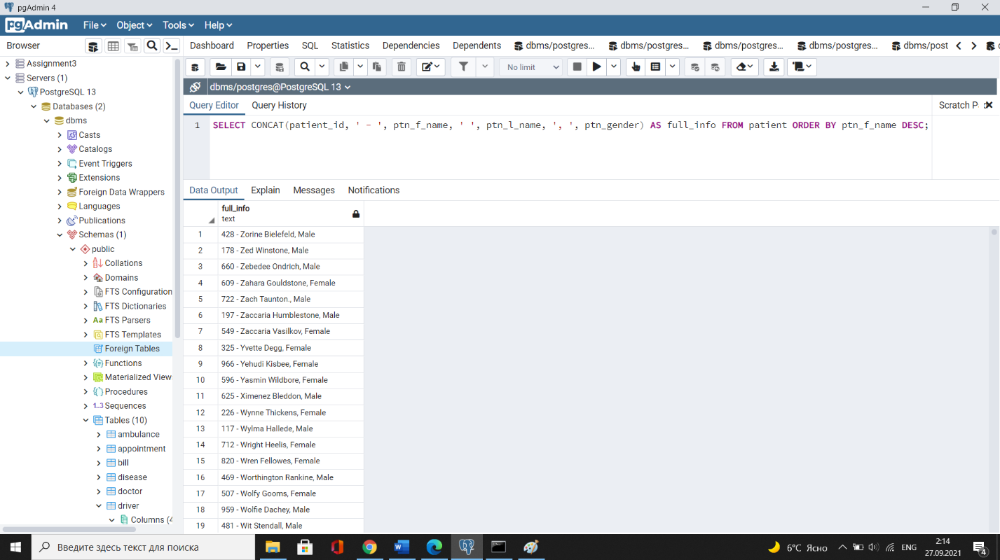 pgAdmin 4
pgAdmin File Object Tools Help
Browser Dashboard Properties SQL Statistics Dependencies Dependents dbms/postgres... dbms/postgres... dbms/postgres... dbms/postgres... dbms/post
No limit
dbms/postgres@PostgreSQL 13
Query Editor Query History Scratch P
1 SELECT CONCAT(patient_id, ' - ', ptn_f_name, ' ', ptn_l_name, ', ', ptn_gender) AS full_info FROM patient ORDER BY ptn_f_name DESC;
Assignment3
Servers (1)
PostgreSQL 13
Databases (2)
dbms
Casts
Catalogs
Event Triggers
Extensions
Foreign Data Wrappers
Languages
Publications
Schemas (1)
public
Collations
Domains
FTS Configuration
FTS Dictionaries
Aa FTS Parsers
FTS Templates
Foreign Tables
Functions
Materialized View
Procedures
1..3 Sequences
Tables (10)
ambulance
appointment
bill
disease
doctor
driver
Columns (4
Data Output Explain Messages Notifications
full_info
text
1 428 - Zorine Bielefeld, Male
2 178 - Zed Winstone, Male
3 660 - Zebedee Ondrich, Male
4 609 - Zahara Gouldstone, Female
5 722 - Zach Taunton., Male
6 197 - Zaccaria Humblestone, Male
7 549 - Zaccaria Vasilkov, Female
8 325 - Yvette Degg, Female
9 966 - Yehudi Kisbee, Female
10 596 - Yasmin Wildbore, Female
11 625 - Ximenez Bleddon, Male
12 226 - Wynne Thickens, Female
13 117 - Wylma Hallede, Male
14 712 - Wright Heelis, Female
15 820 - Wren Fellowes, Female
16 469 - Worthington Rankine, Male
17 507 - Wolfy Gooms, Female
18 959 - Wolfie Dachey, Male
19 481 - Wit Stendall, Male
Введите здесь текст для поиска
6°C Ясно ENG
2:14
27.09.2021
4